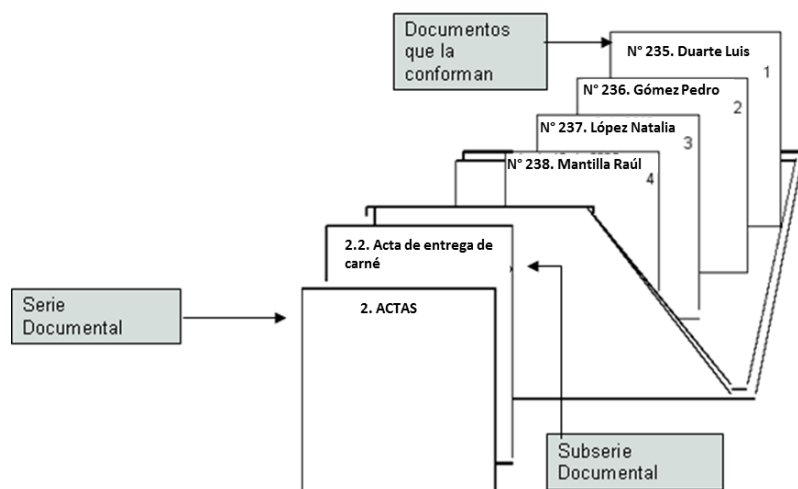 Documentos
que la
conforman
N° 235. Duarte Luis
1
N° 236. Gómez Pedro
2
N° 237. López Natalia
3
N° 238. Mantilla Raúl
4
2.2. Acta de entrega de
carné
Serie
Documental
2. ACTAS
Subserie
Documental